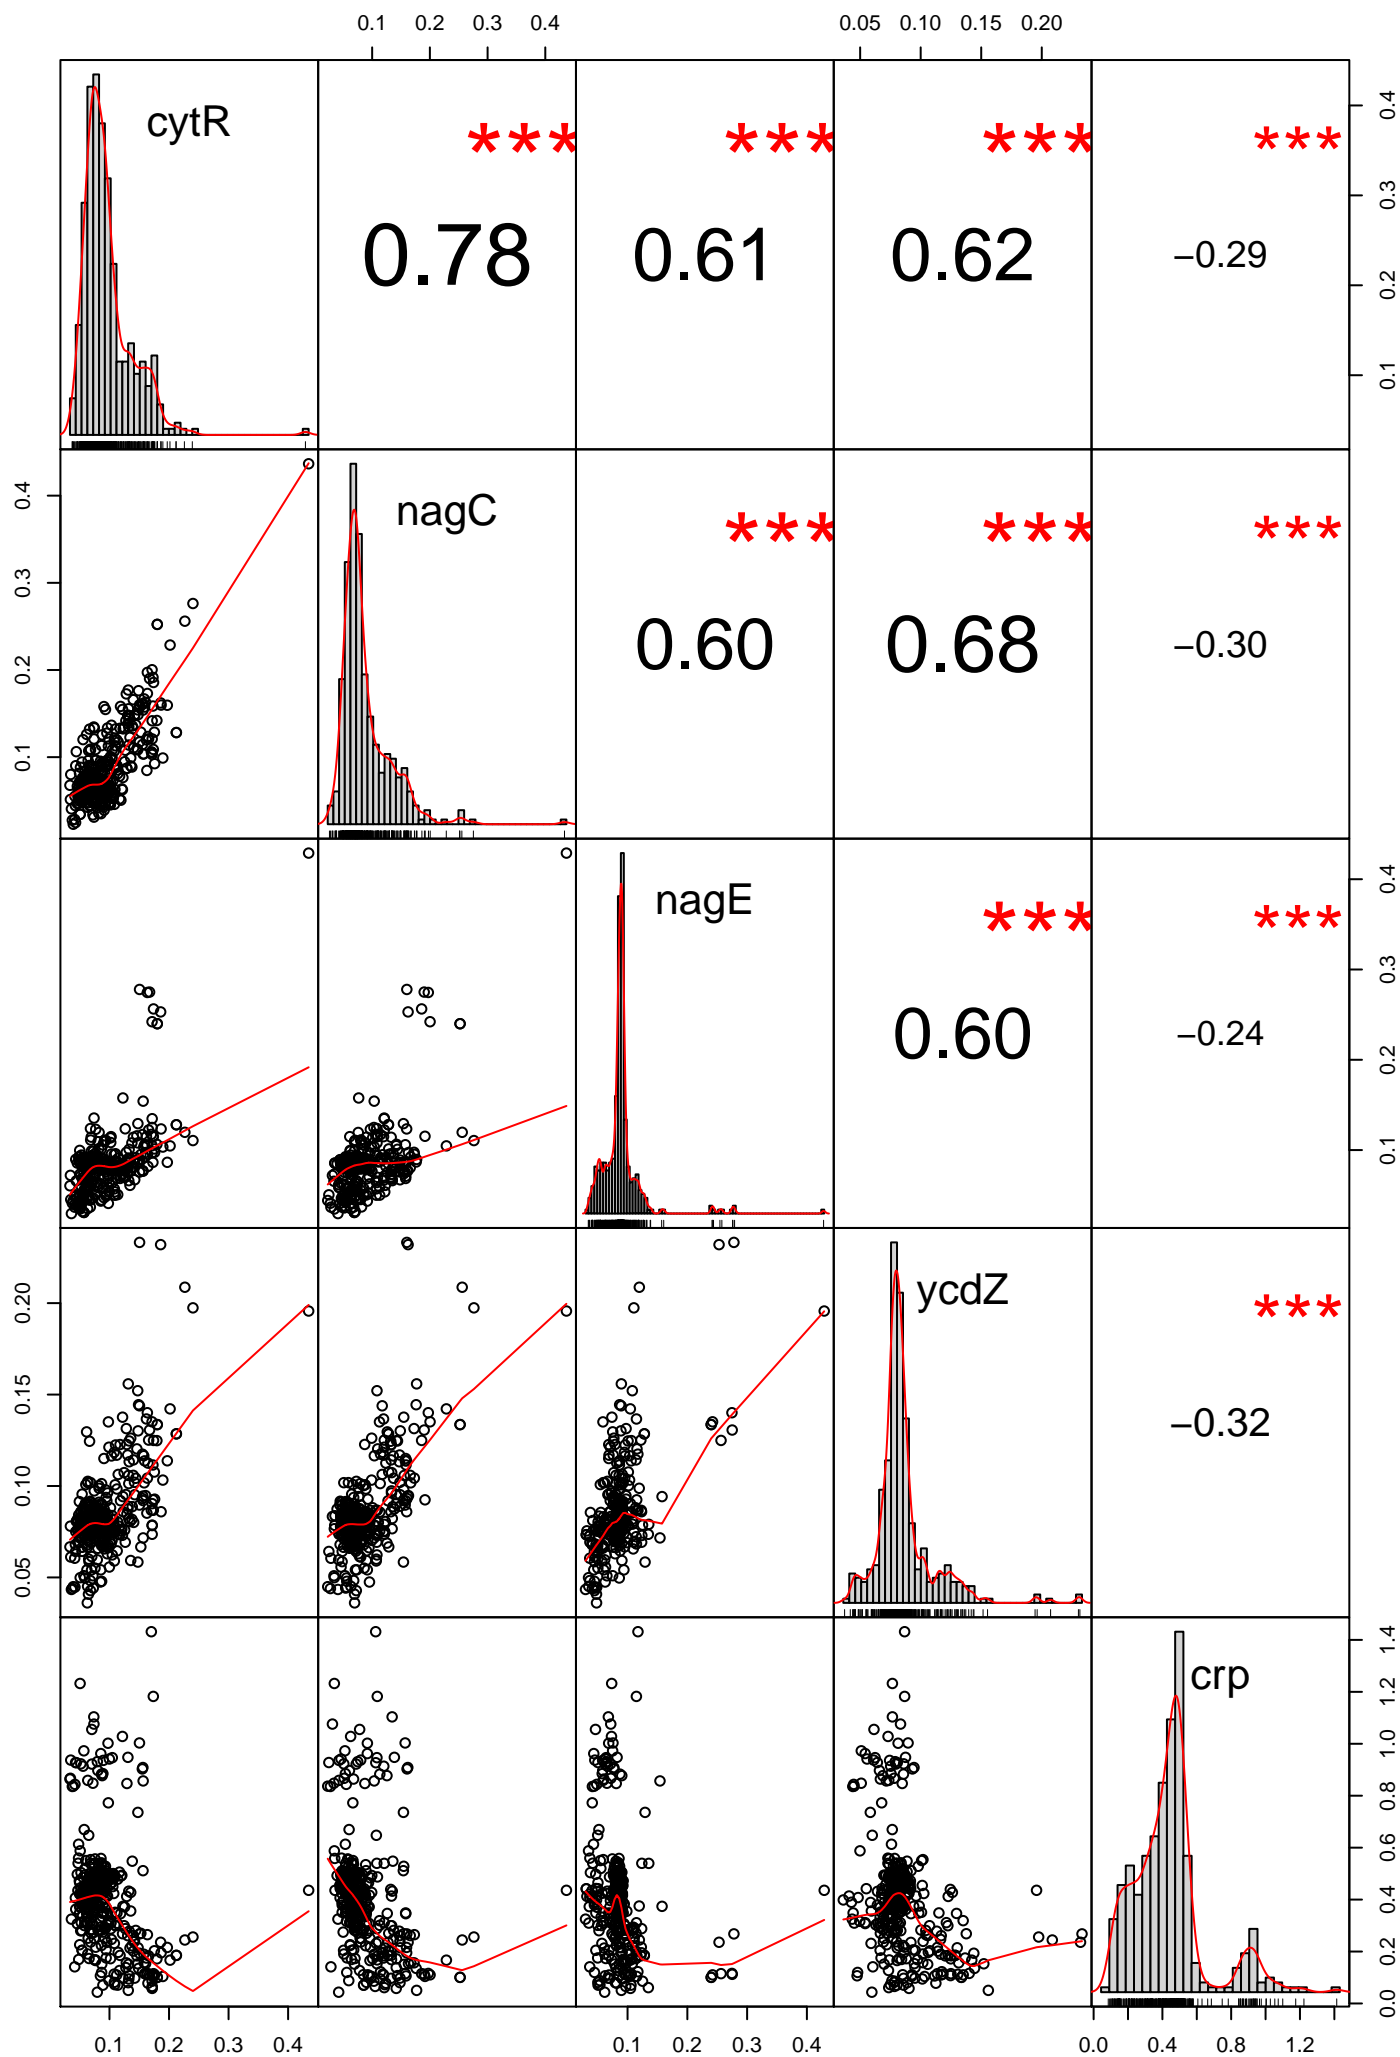 0.1 0.2 0.3 0.4 0.05 0.10 0.15 0.20
cytR *** *** *** ***
0.78 0.61 0.62 −0.29
0.1 0.2 0.3 0.4
nagC *** *** ***
0.60 0.68 −0.30
0.1 0.2 0.3 0.4
nagE *** ***
0.60 −0.24
0.1 0.2 0.3 0.4
ycdZ ***
−0.32
0.05 0.10 0.15 0.20
crp
0.0 0.2 0.4 0.6 0.8 1.0 1.2 1.4
0.1 0.2 0.3 0.4 0.1 0.2 0.3 0.4 0.0 0.4 0.8 1.2